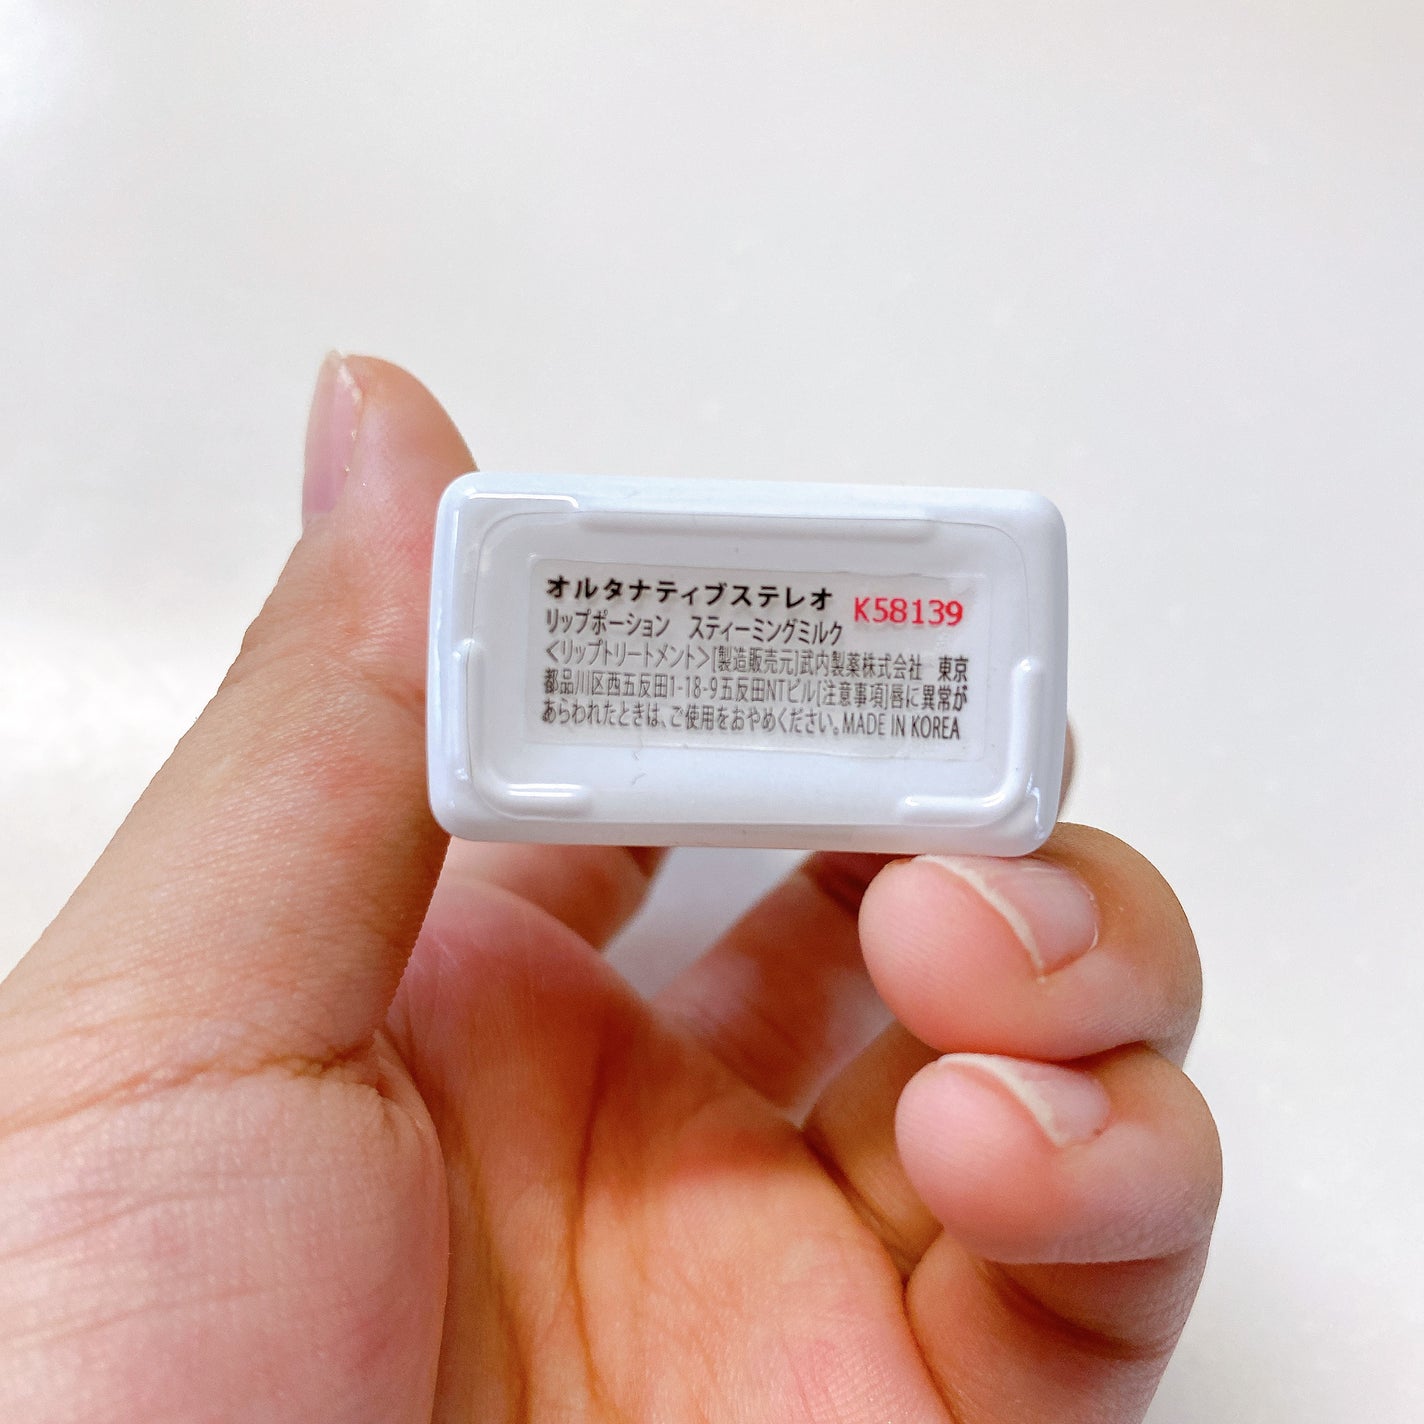 オルタナティブステレオ K58139
リップポーション スティーミングミルク
<リップトリートメント>[製造販売元]武内製薬株式会社 東京
都品川区西五反田1-18-9五反田NTビル[注意事項]唇に異常が
あらわれたときは、ご使用をおやめください。MADE IN KOREA